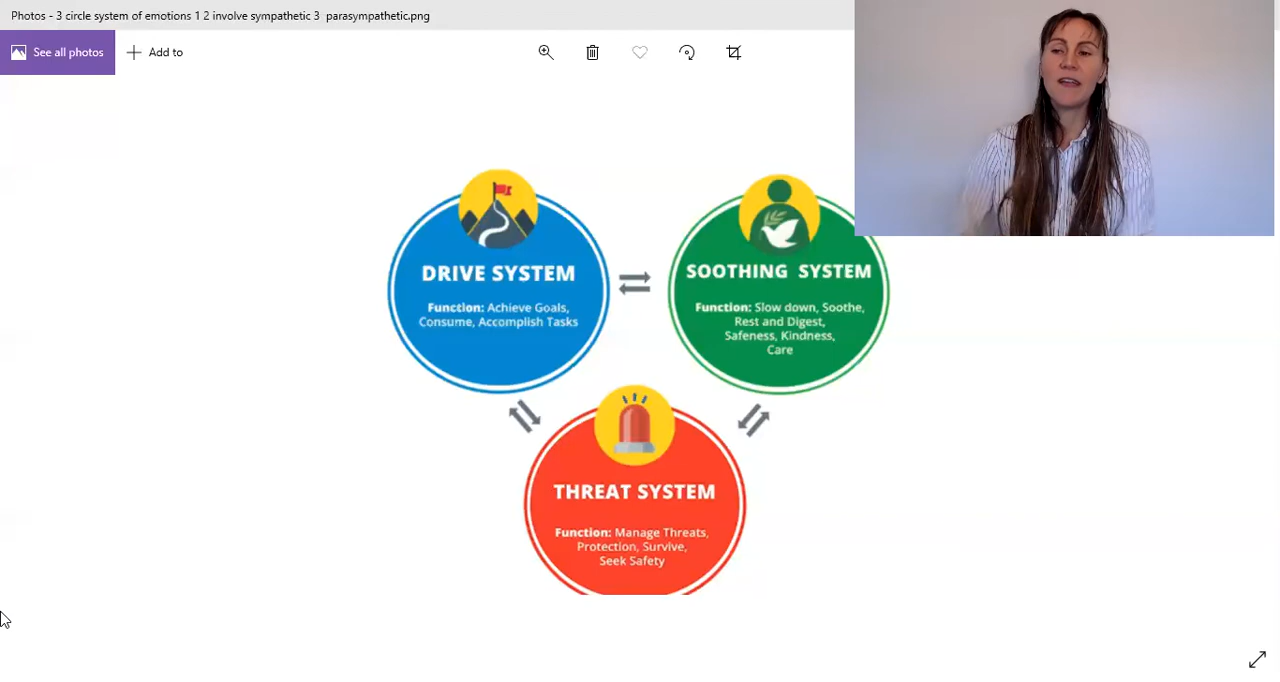 Photos - 3 circle system of emotions 1 2 involve sympathetic 3  parasympathetic.png
See all photos
Add to
DRIVE SYSTEM
Function: Achieve Goals,
Consume, Accomplish Tasks
SOOTHING SYSTEM
Function: Slow down, Soothe,
Rest and Digest,
Safeness, Kindness,
Care
THREAT SYSTEM
Function: Manage Threats,
Protection, Survive,
Seek Safety